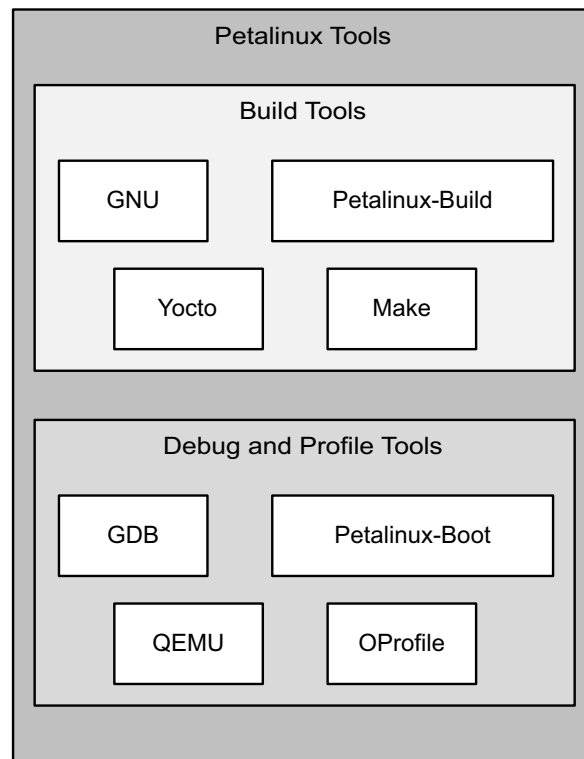 Petalinux Tools
Build Tools
GNU
Petalinux-Build
Yocto
Make
Debug and Profile Tools
GDB
Petalinux-Boot
QEMU
OProfile